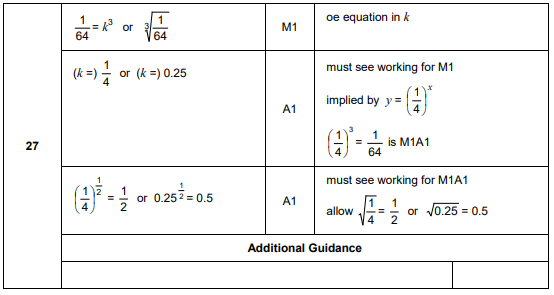 27
1/64 = k³ or ∛(1/64)
M1
oe equation in k
(k =) 1/4 or (k =) 0.25
A1
must see working for M1
implied by y = (1/4)ˣ
(1/4)³ = 1/64 is M1A1
(1/4)^(1/2) = 1/2 or 0.25^(1/2) = 0.5
A1
must see working for M1A1
allow √(1/4) = 1/2 or √0.25 = 0.5
Additional Guidance